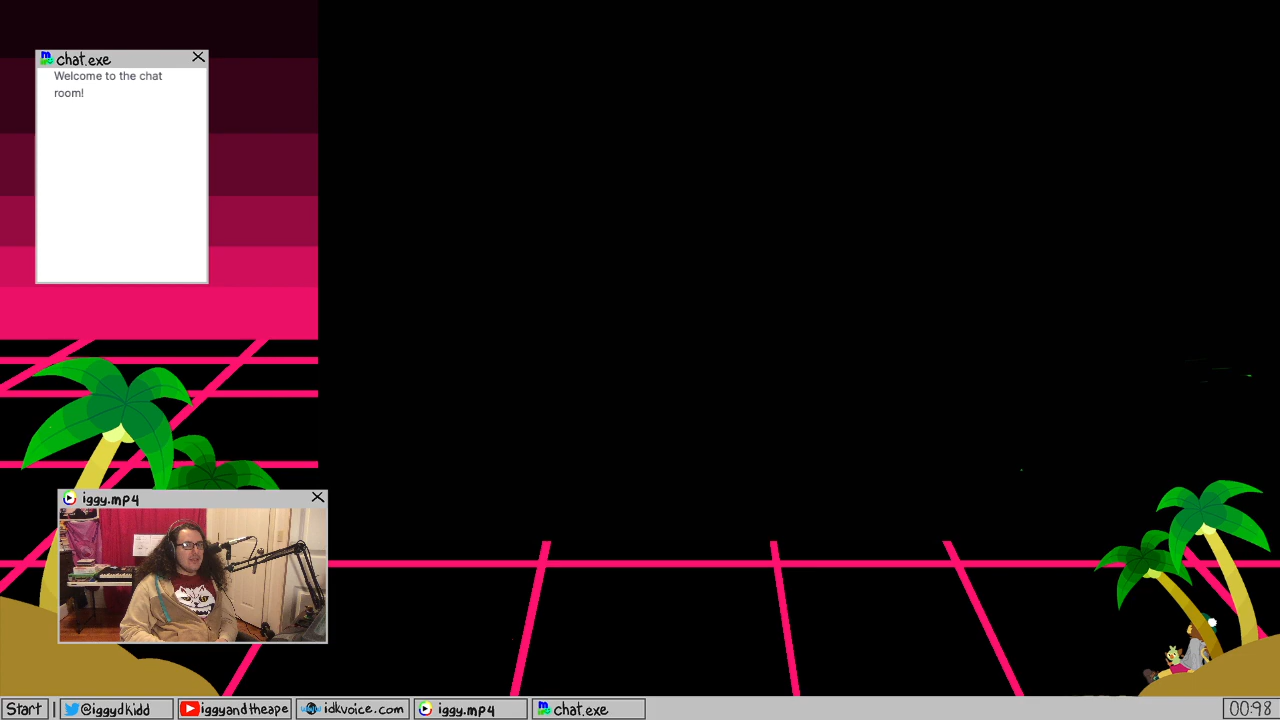 chat.exe
Welcome to the chat
room!
iggy.mp4
Start
@iggydkidd
iggyandtheape
www
idkvoice.com
iggy.mp4
chat.exe
00:98